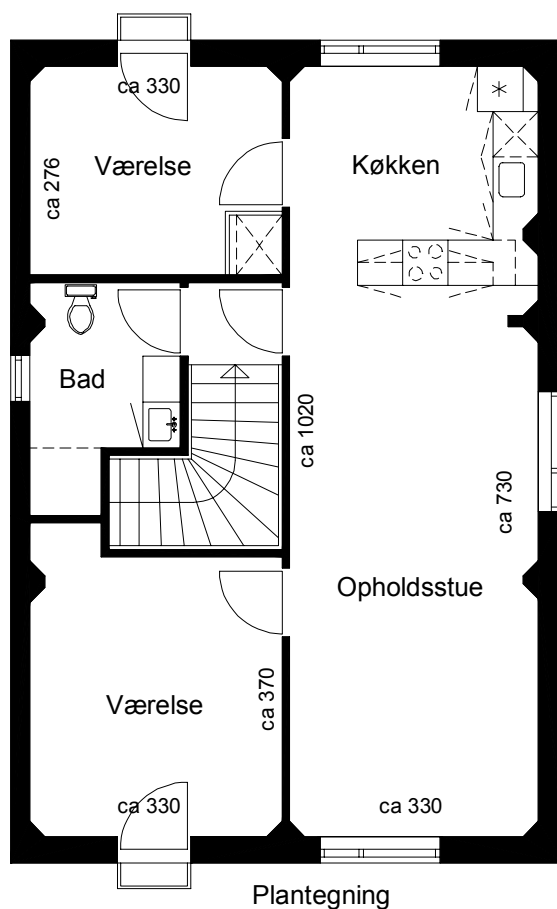 ca 330
ca 276
Værelse
Køkken
Bad
ca 1020
ca 730
Opholdsstue
ca 370
Værelse
ca 330
ca 330
Plantegning